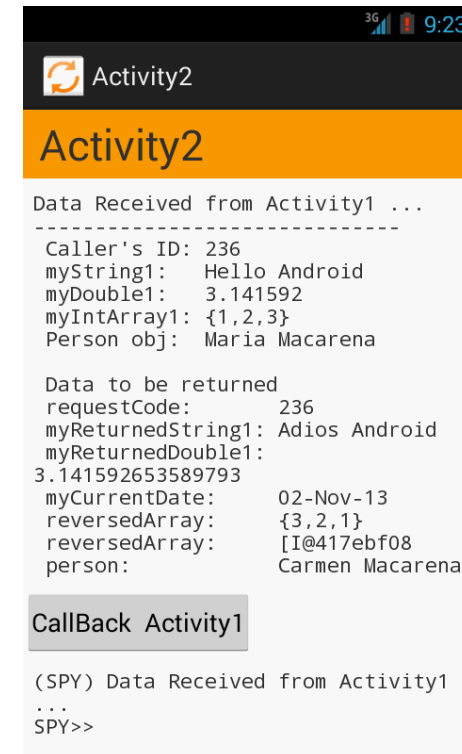 3G 9:23
Activity2
Activity2
Data Received from Activity1 ...
------------------------------
Caller's ID: 236
myString1: Hello Android
myDouble1: 3.141592
myIntArray1: {1,2,3}
Person obj: Maria Macarena
Data to be returned
requestCode: 236
myReturnedString1: Adios Android
myReturnedDouble1:
3.141592653589793
myCurrentDate: 02-Nov-13
reversedArray: {3,2,1}
reversedArray: [I@417ebf08
person: Carmen Macarena
CallBack Activity1
(SPY) Data Received from Activity1
...
SPY>>